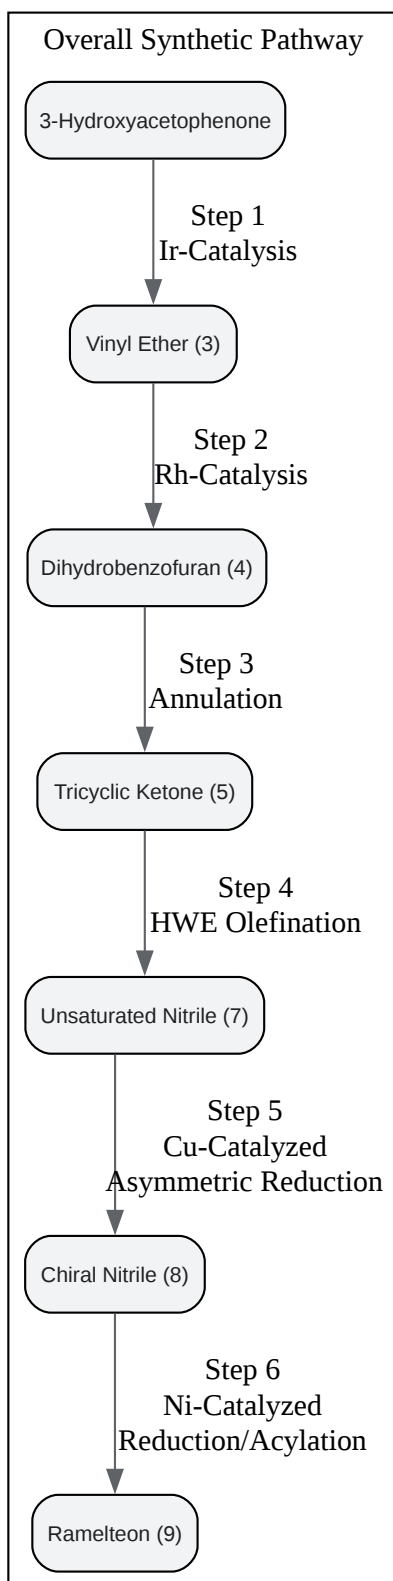 Overall Synthetic Pathway
3-Hydroxyacetophenone
Step 1
Ir-Catalysis
Vinyl Ether (3)
Step 2
Rh-Catalysis
Dihydrobenzofuran (4)
Step 3
Annulation
Tricyclic Ketone (5)
Step 4
HWE Olefination
Unsaturated Nitrile (7)
Step 5
Cu-Catalyzed
Asymmetric Reduction
Chiral Nitrile (8)
Step 6
Ni-Catalyzed
Reduction/Acylation
Ramelteon (9)